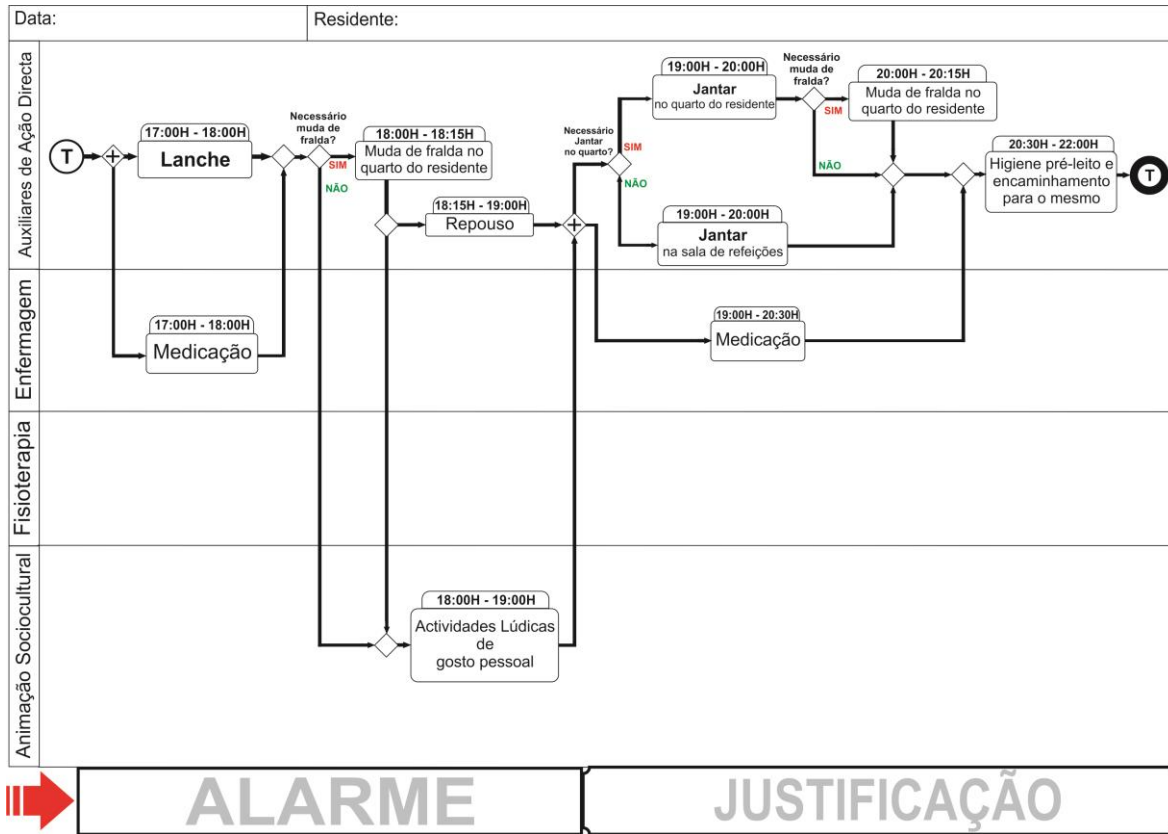 Data:
Residente:
Auxiliares de Ação Directa
T
17:00H - 18:00H
Lanche
Necessário
muda de
fralda?
SIM
NÃO
18:00H - 18:15H
Muda de fralda no
quarto do residente
18:15H - 19:00H
Repouso
Necessário
Jantar
no quarto?
SIM
NÃO
19:00H - 20:00H
Jantar
no quarto do residente
19:00H - 20:00H
Jantar
na sala de refeições
Necessário
muda de
fralda?
SIM
NÃO
20:00H - 20:15H
Muda de fralda no
quarto do residente
20:30H - 22:00H
Higiene pré-leito e
encaminhamento
para o mesmo
T
Enfermagem
17:00H - 18:00H
Medicação
19:00H - 20:30H
Medicação
Fisioterapia
Animação Sociocultural
18:00H - 19:00H
Actividades Lúdicas
de
gosto pessoal
ALARME
JUSTIFICAÇÃO